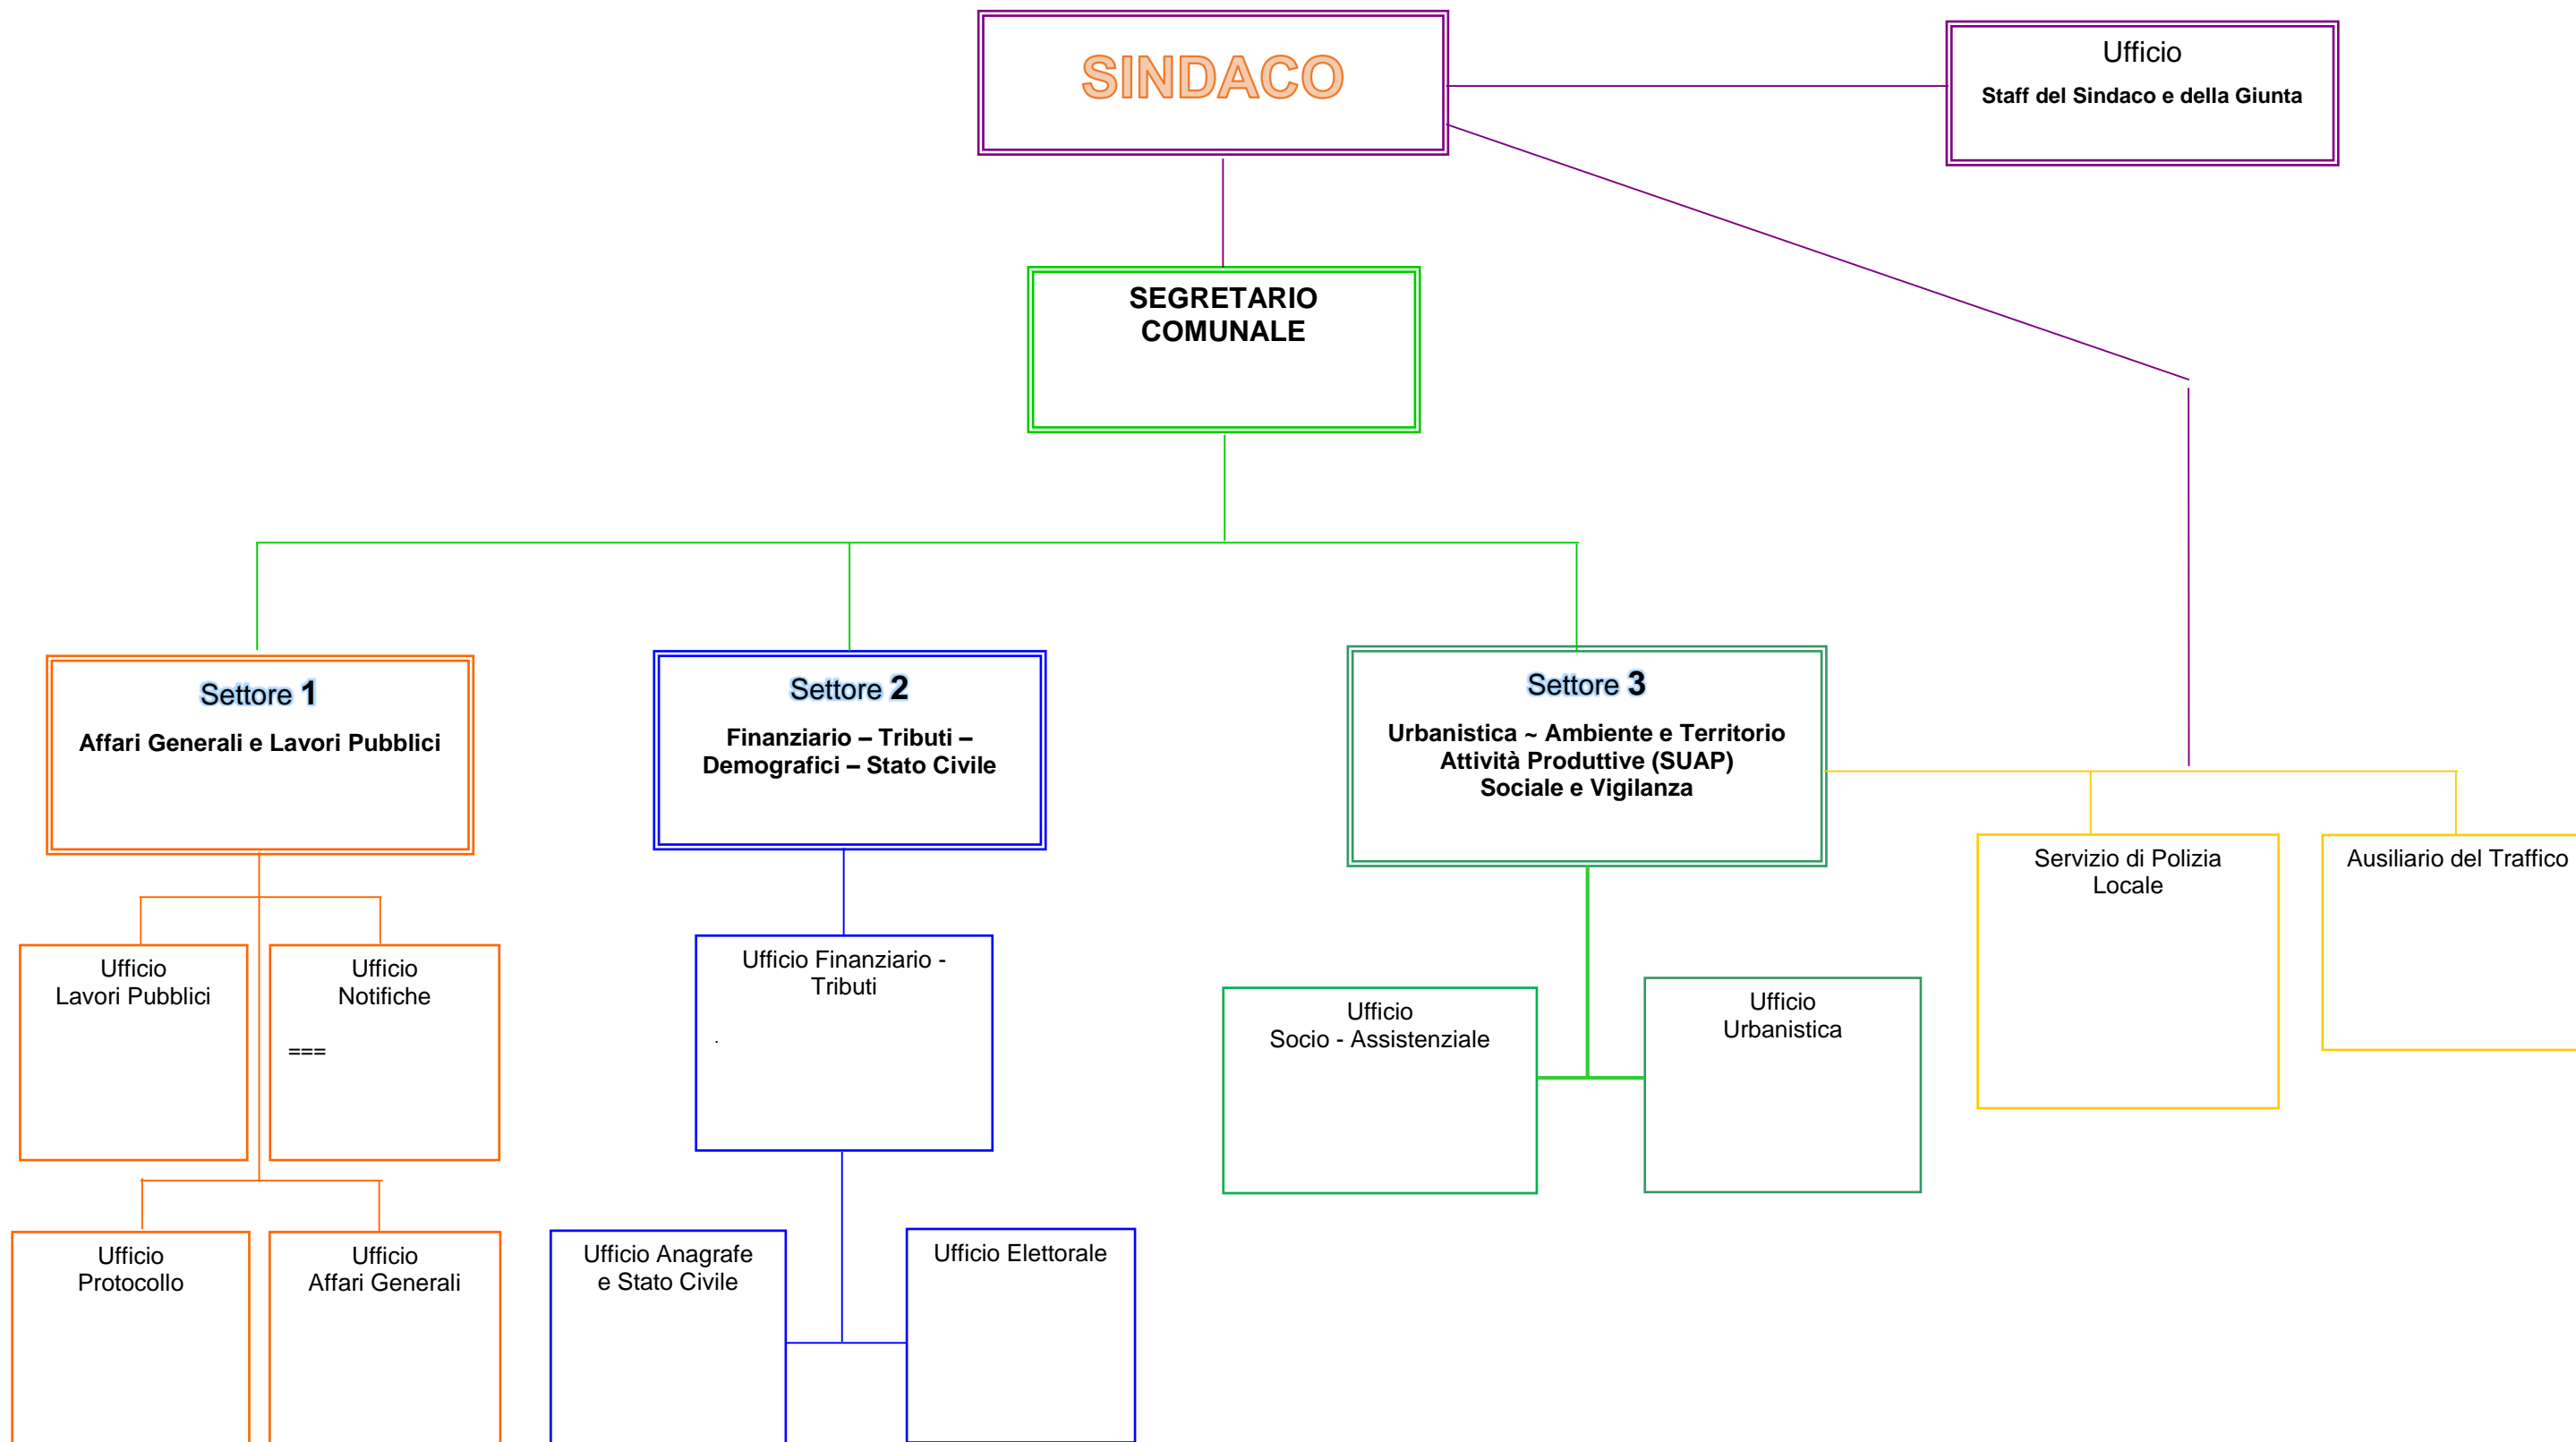 SINDACO
Ufficio
Staff del Sindaco e della Giunta
SEGRETARIO
COMUNALE
Settore 1
Affari Generali e Lavori Pubblici
Settore 2
Finanziario – Tributi –
Demografici – Stato Civile
Settore 3
Urbanistica ~ Ambiente e Territorio
Attività Produttive (SUAP)
Sociale e Vigilanza
Servizio di Polizia
Locale
Ausiliario del Traffico
Ufficio
Lavori Pubblici
Ufficio
Notifiche
===
Ufficio Finanziario -
Tributi
.
Ufficio
Socio - Assistenziale
Ufficio
Urbanistica
Ufficio
Protocollo
Ufficio
Affari Generali
Ufficio Anagrafe
e Stato Civile
Ufficio Elettorale